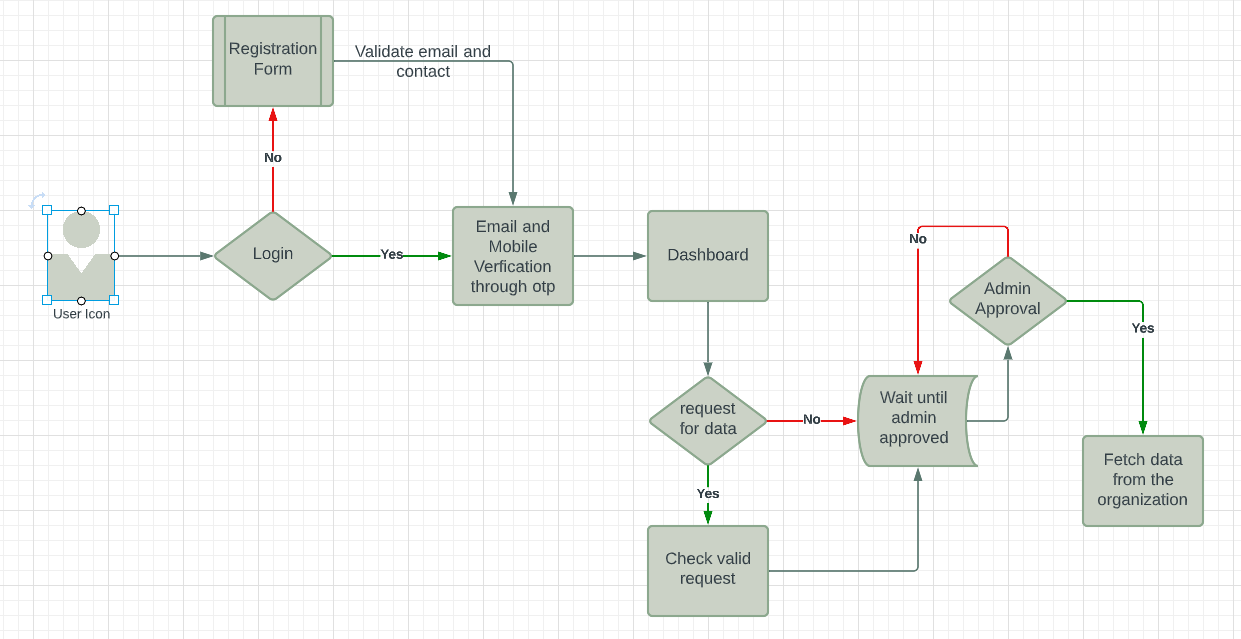 Registration
Form
Validate email and
contact
No
User Icon
Login
Yes
Email and
Mobile
Verfication
through otp
Dashboard
request
for data
No
Yes
Check valid
request
Wait until
admin
approved
No
Admin
Approval
Yes
Fetch data
from the
organization